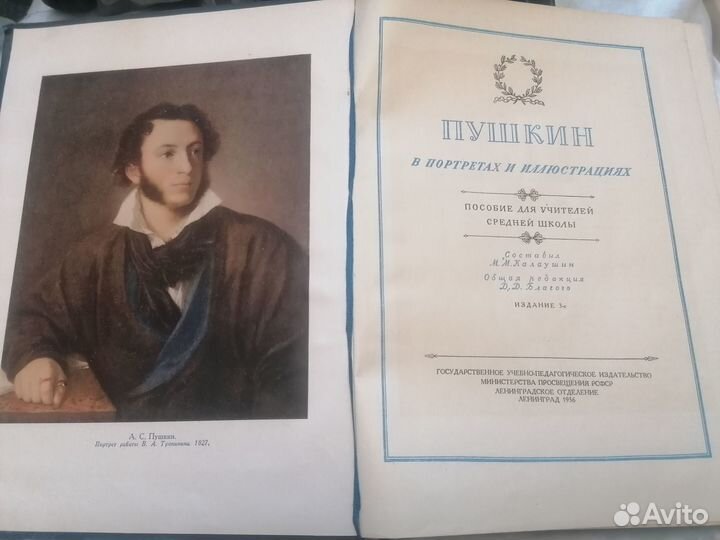 А. С. Пушкин.
Портрет работы В. А. Тропинина. 1827.
ПУШКИН
В ПОРТРЕТАХ И ИЛЛЮСТРАЦИЯХ
ПОСОБИЕ ДЛЯ УЧИТЕЛЕЙ
СРЕДНЕЙ ШКОЛЫ
Составил
М. М. Калаушин
Общая редакция
Д. Д. Благого
ИЗДАНИЕ 3-е
ГОСУДАРСТВЕННОЕ УЧЕБНО-ПЕДАГОГИЧЕСКОЕ ИЗДАТЕЛЬСТВО
МИНИСТЕРСТВА ПРОСВЕЩЕНИЯ РСФСР
ЛЕНИНГРАДСКОЕ ОТДЕЛЕНИЕ
ЛЕНИНГРАД 1956
Avito